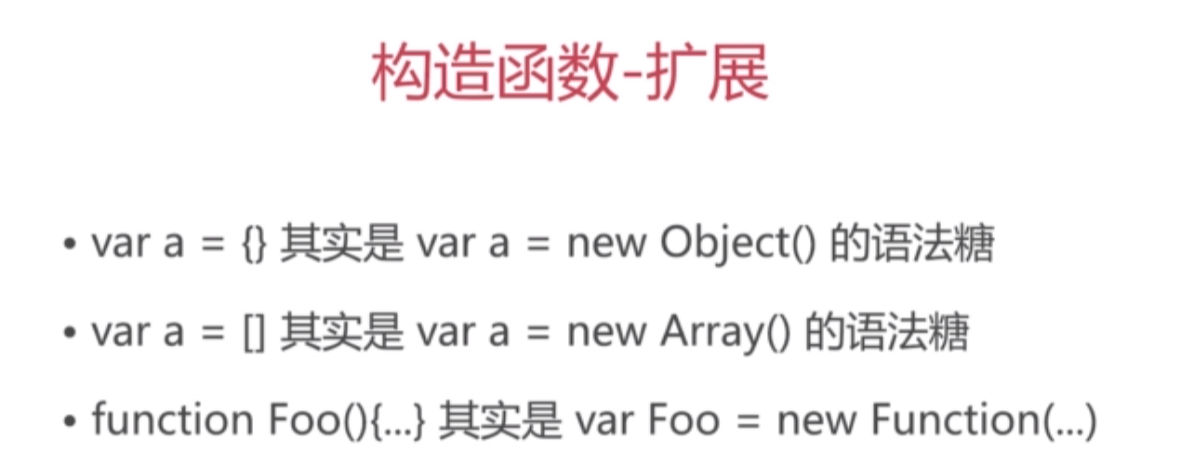 构造函数-扩展
• var a = {} 其实是 var a = new Object() 的语法糖
• var a = [] 其实是 var a = new Array() 的语法糖
• function Foo(){...} 其实是 var Foo = new Function(...)